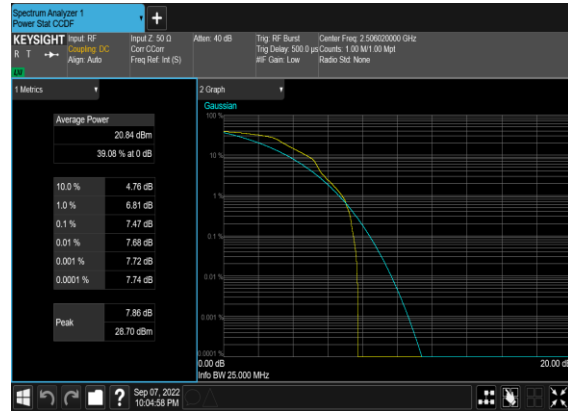 Spectrum Analyzer 1
Power Stat CCDF
+
KEYSIGHT
R T
LXI
Input: RF
Coupling: DC
Align: Auto
Input Z: 50 Ω
Corr CCorr
Freq Ref: Int (S)
Atten: 40 dB
Trig: RF Burst
Trig Delay: 500.0 µs
#IF Gain: Low
Center Freq: 2.506020000 GHz
Counts: 1.00 M/1.00 Mpt
Radio Std: None
1 Metrics
Average Power
20.84 dBm
39.08 % at 0 dB
10.0 % 4.76 dB
1.0 % 6.81 dB
0.1 % 7.47 dB
0.01 % 7.68 dB
0.001 % 7.72 dB
0.0001 % 7.74 dB
Peak
7.86 dB
28.70 dBm
2 Graph
Gaussian
100 %
10 %
1 %
0.1 %
0.01 %
0.001 %
0.0001 %
0.00 dB
20.00 dB
Info BW 25.000 MHz
?
Sep 07, 2022
10:04:58 PM